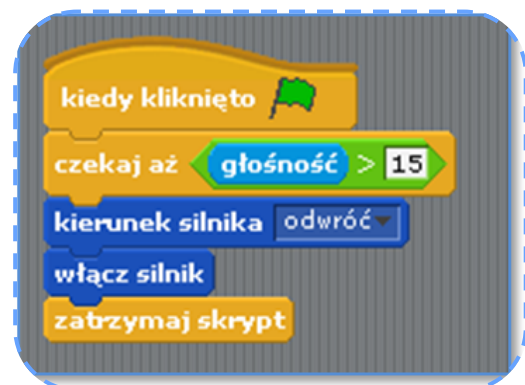 kiedy kliknięto
czekaj aż głośność > 15
kierunek silnika odwróć
włącz silnik
zatrzymaj skrypt